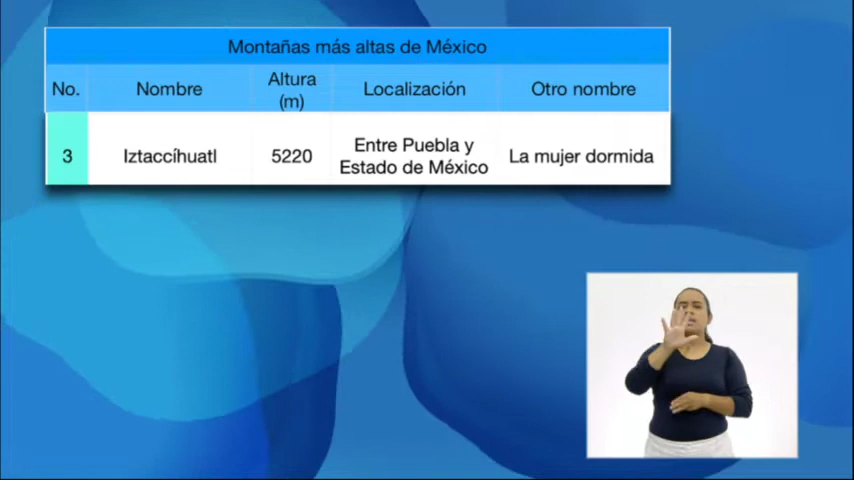 Montañas más altas de México
No. Nombre Altura (m) Localización Otro nombre
3 Iztaccíhuatl 5220 Entre Puebla y Estado de México La mujer dormida